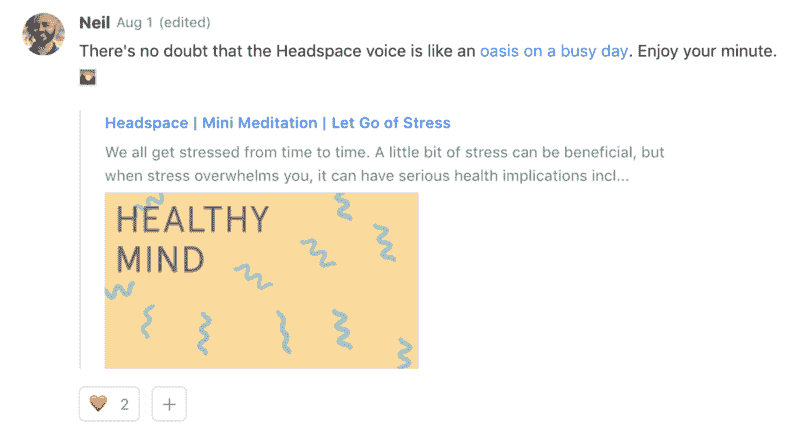 Neil Aug 1 (edited)
There's no doubt that the Headspace voice is like an oasis on a busy day. Enjoy your minute.
Headspace | Mini Meditation | Let Go of Stress
We all get stressed from time to time. A little bit of stress can be beneficial, but
when stress overwhelms you, it can have serious health implications incl...
HEALTHY
MIND
2